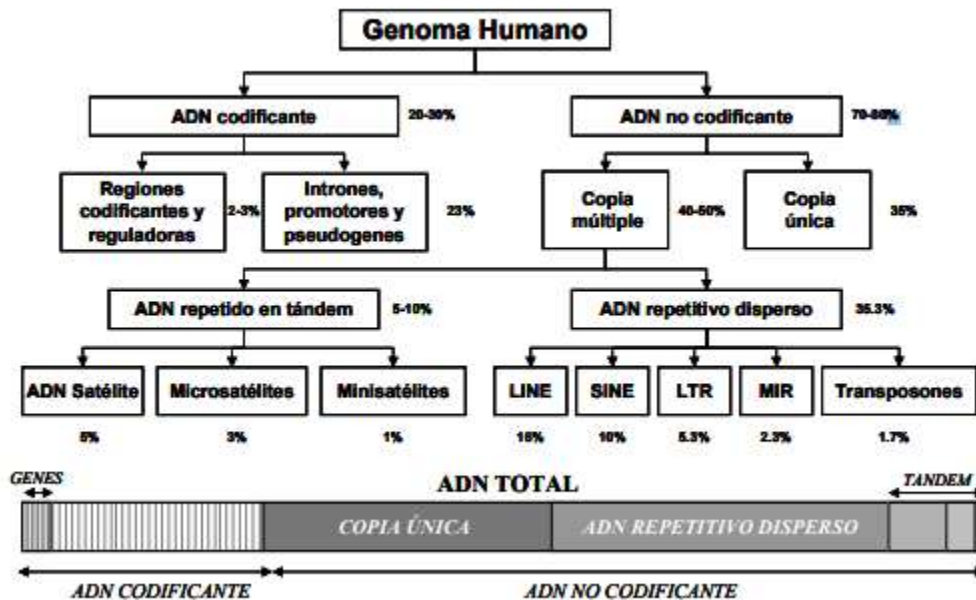 Genoma Humano
ADN codificante
20-30%
ADN no codificante
70-80%
Regiones
codificantes y
reguladoras
2-3%
Intrones,
promotores y
pseudogenes
23%
Copia
múltiple
40-50%
Copia
única
35%
ADN repetido en tándem
5-10%
ADN repetitivo disperso
35.3%
ADN Satélite
Microsatélites
Minisatélites
LINE
SINE
LTR
MIR
Transposones
5%
3%
1%
16%
10%
5.3%
2.3%
1.7%
GENES
ADN TOTAL
TANDEM
COPIA ÚNICA
ADN REPETITIVO DISPERSO
ADN CODIFICANTE
ADN NO CODIFICANTE